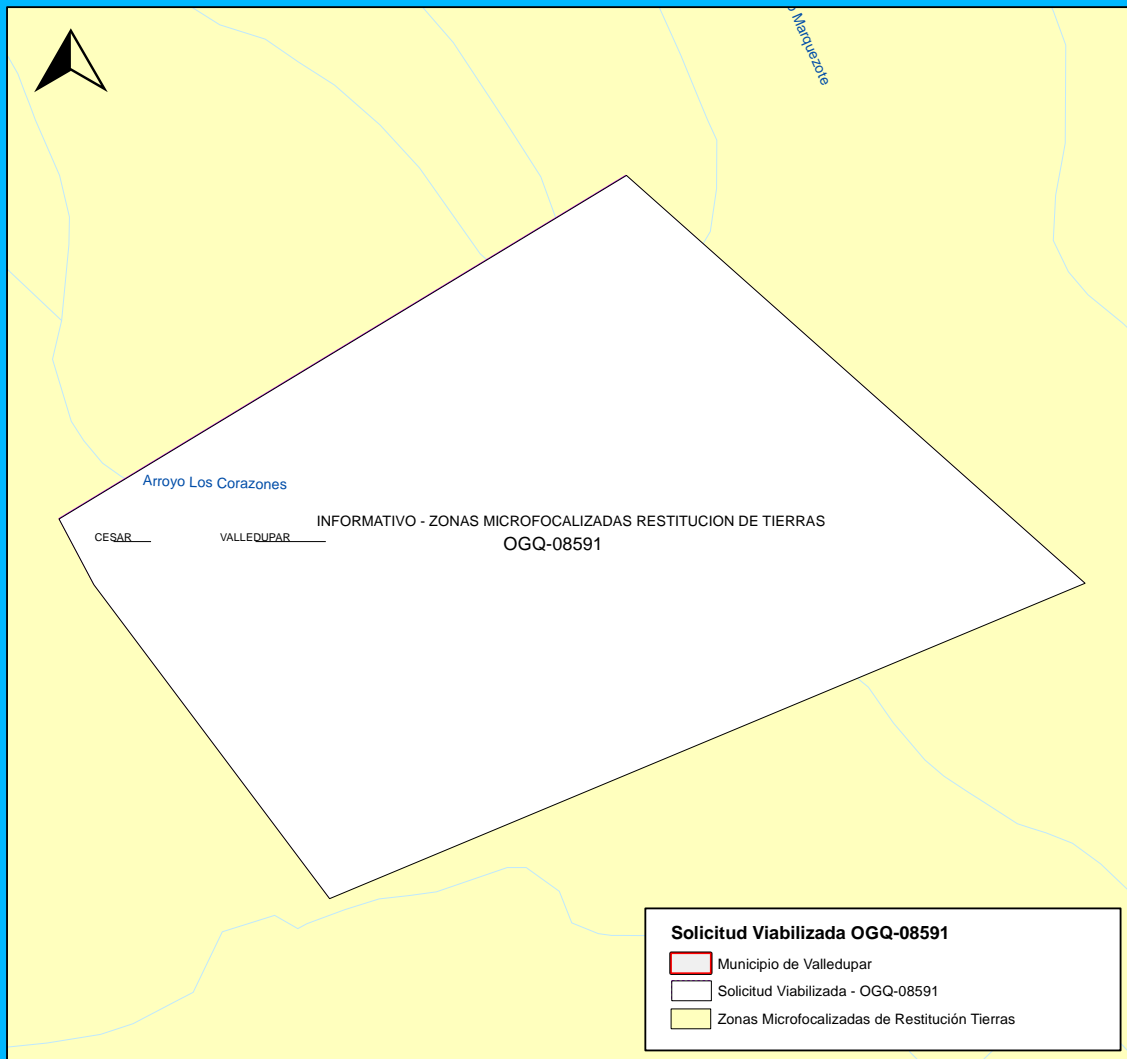 Marquezote
Arroyo Los Corazones
INFORMATIVO - ZONAS MICROFOCALIZADAS RESTITUCION DE TIERRAS
CESAR
VALLEDUPAR
OGQ-08591
Solicitud Viabilizada OGQ-08591
Municipio de Valledupar
Solicitud Viabilizada - OGQ-08591
Zonas Microfocalizadas de Restitución Tierras